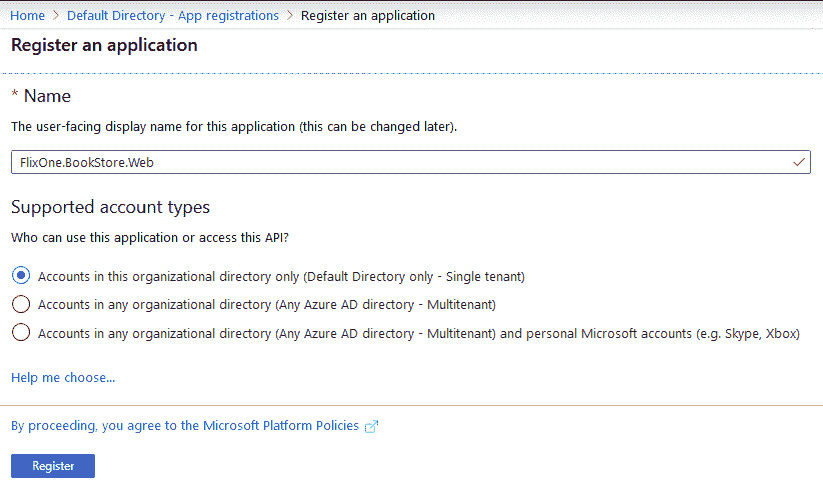 Home > Default Directory - App registrations > Register an application
Register an application
* Name
The user-facing display name for this application (this can be changed later).
FlixOne.BookStore.Web
Supported account types
Who can use this application or access this API?
Accounts in this organizational directory only (Default Directory only - Single tenant)
Accounts in any organizational directory (Any Azure AD directory - Multitenant)
Accounts in any organizational directory (Any Azure AD directory - Multitenant) and personal Microsoft accounts (e.g. Skype, Xbox)
Help me choose...
By proceeding, you agree to the Microsoft Platform Policies
Register